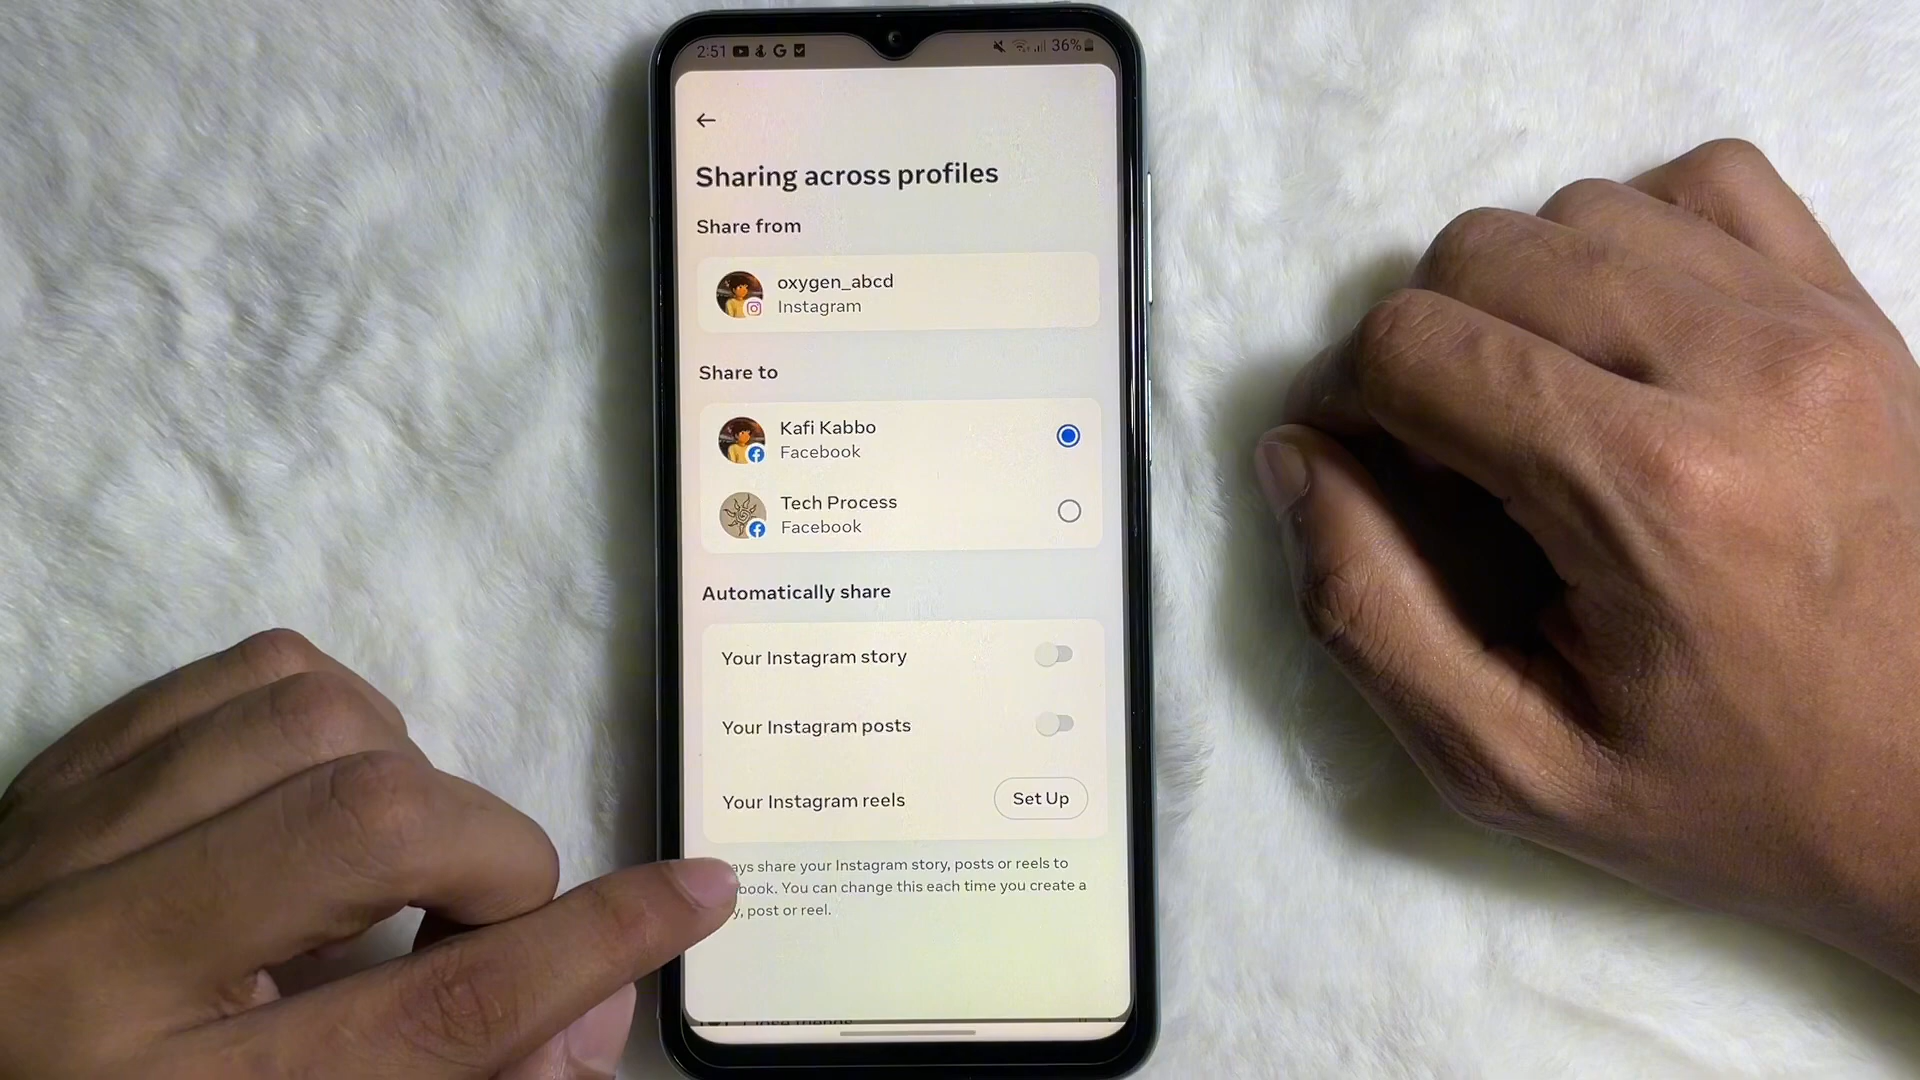 2:51
36%
Sharing across profiles
Share from
oxygen_abcd
Instagram
Share to
Kafi Kabbo
Facebook
Tech Process
Facebook
Automatically share
Your Instagram story
Your Instagram posts
Your Instagram reels
Set Up
share your Instagram story, posts or reels to
You can change this each time you create a
post or reel.